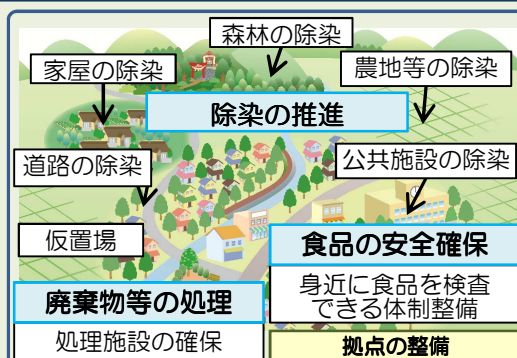 森林の除染
家屋の除染
農地等の除染
除染の推進
道路の除染
公共施設の除染
仮置場
食品の安全確保
身近に食品を検査
できる体制整備
廃棄物等の処理
処理施設の確保
拠点の整備